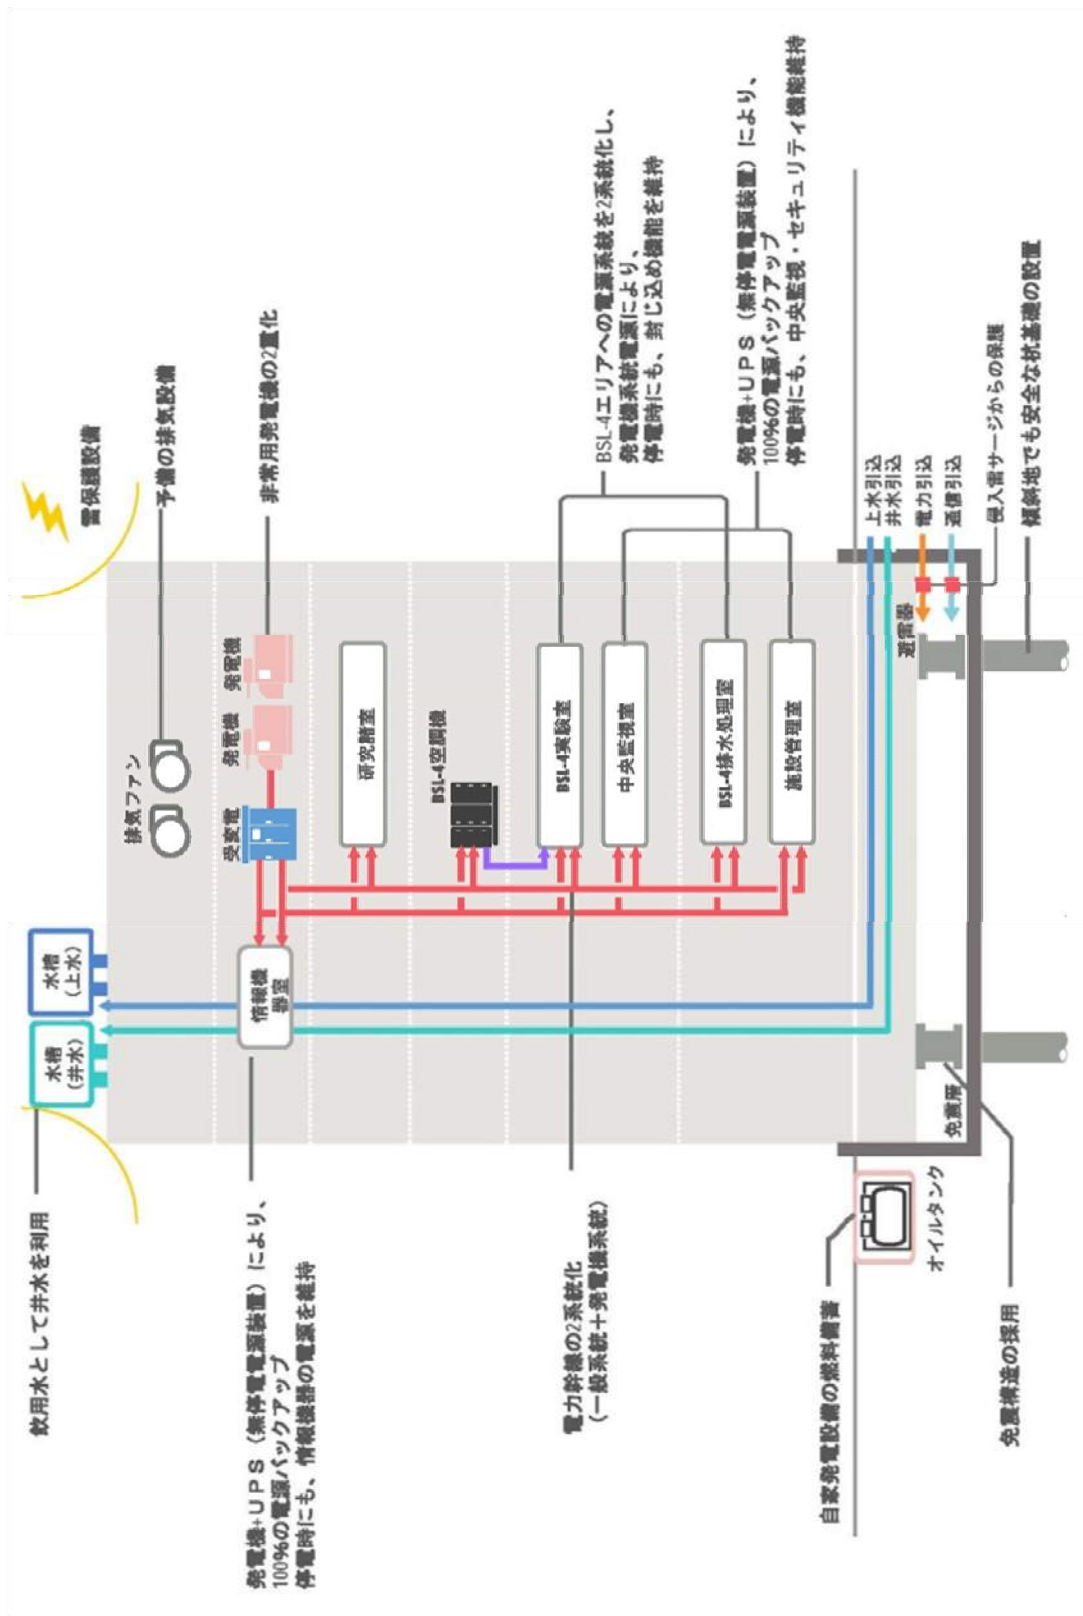 雷保護設備
予備の排気設備
非常用発電機の2重化
BSL-4エリアへの電源系統を2系統化し、
発電機系統電源により、
停電時にも、封じ込め機能を維持
発電機+UPS（無停電電源装置）により、
100%の電源バックアップ
停電時にも、中央監視・セキュリティ機能維持
上水引込
井水引込
電力引込
通信引込
侵入雷サージからの保護
傾斜地でも安全な杭基礎の設置
排気ファン
発電機
発電機
受変電
研究諸室
BSL-4空調機
BSL-4実験室
中央監視室
BSL-4排水処理室
施設管理室
避雷器
水槽
(上水)
水槽
(井水)
情報機
器室
免震層
オイルタンク
飲用水として井水を利用
発電機+UPS（無停電電源装置）により、
100%の電源バックアップ
停電時にも、情報機器の電源を維持
電力幹線の2系統化
（一般系統＋発電機系統）
自家発電設備の燃料備蓄
免震構造の採用